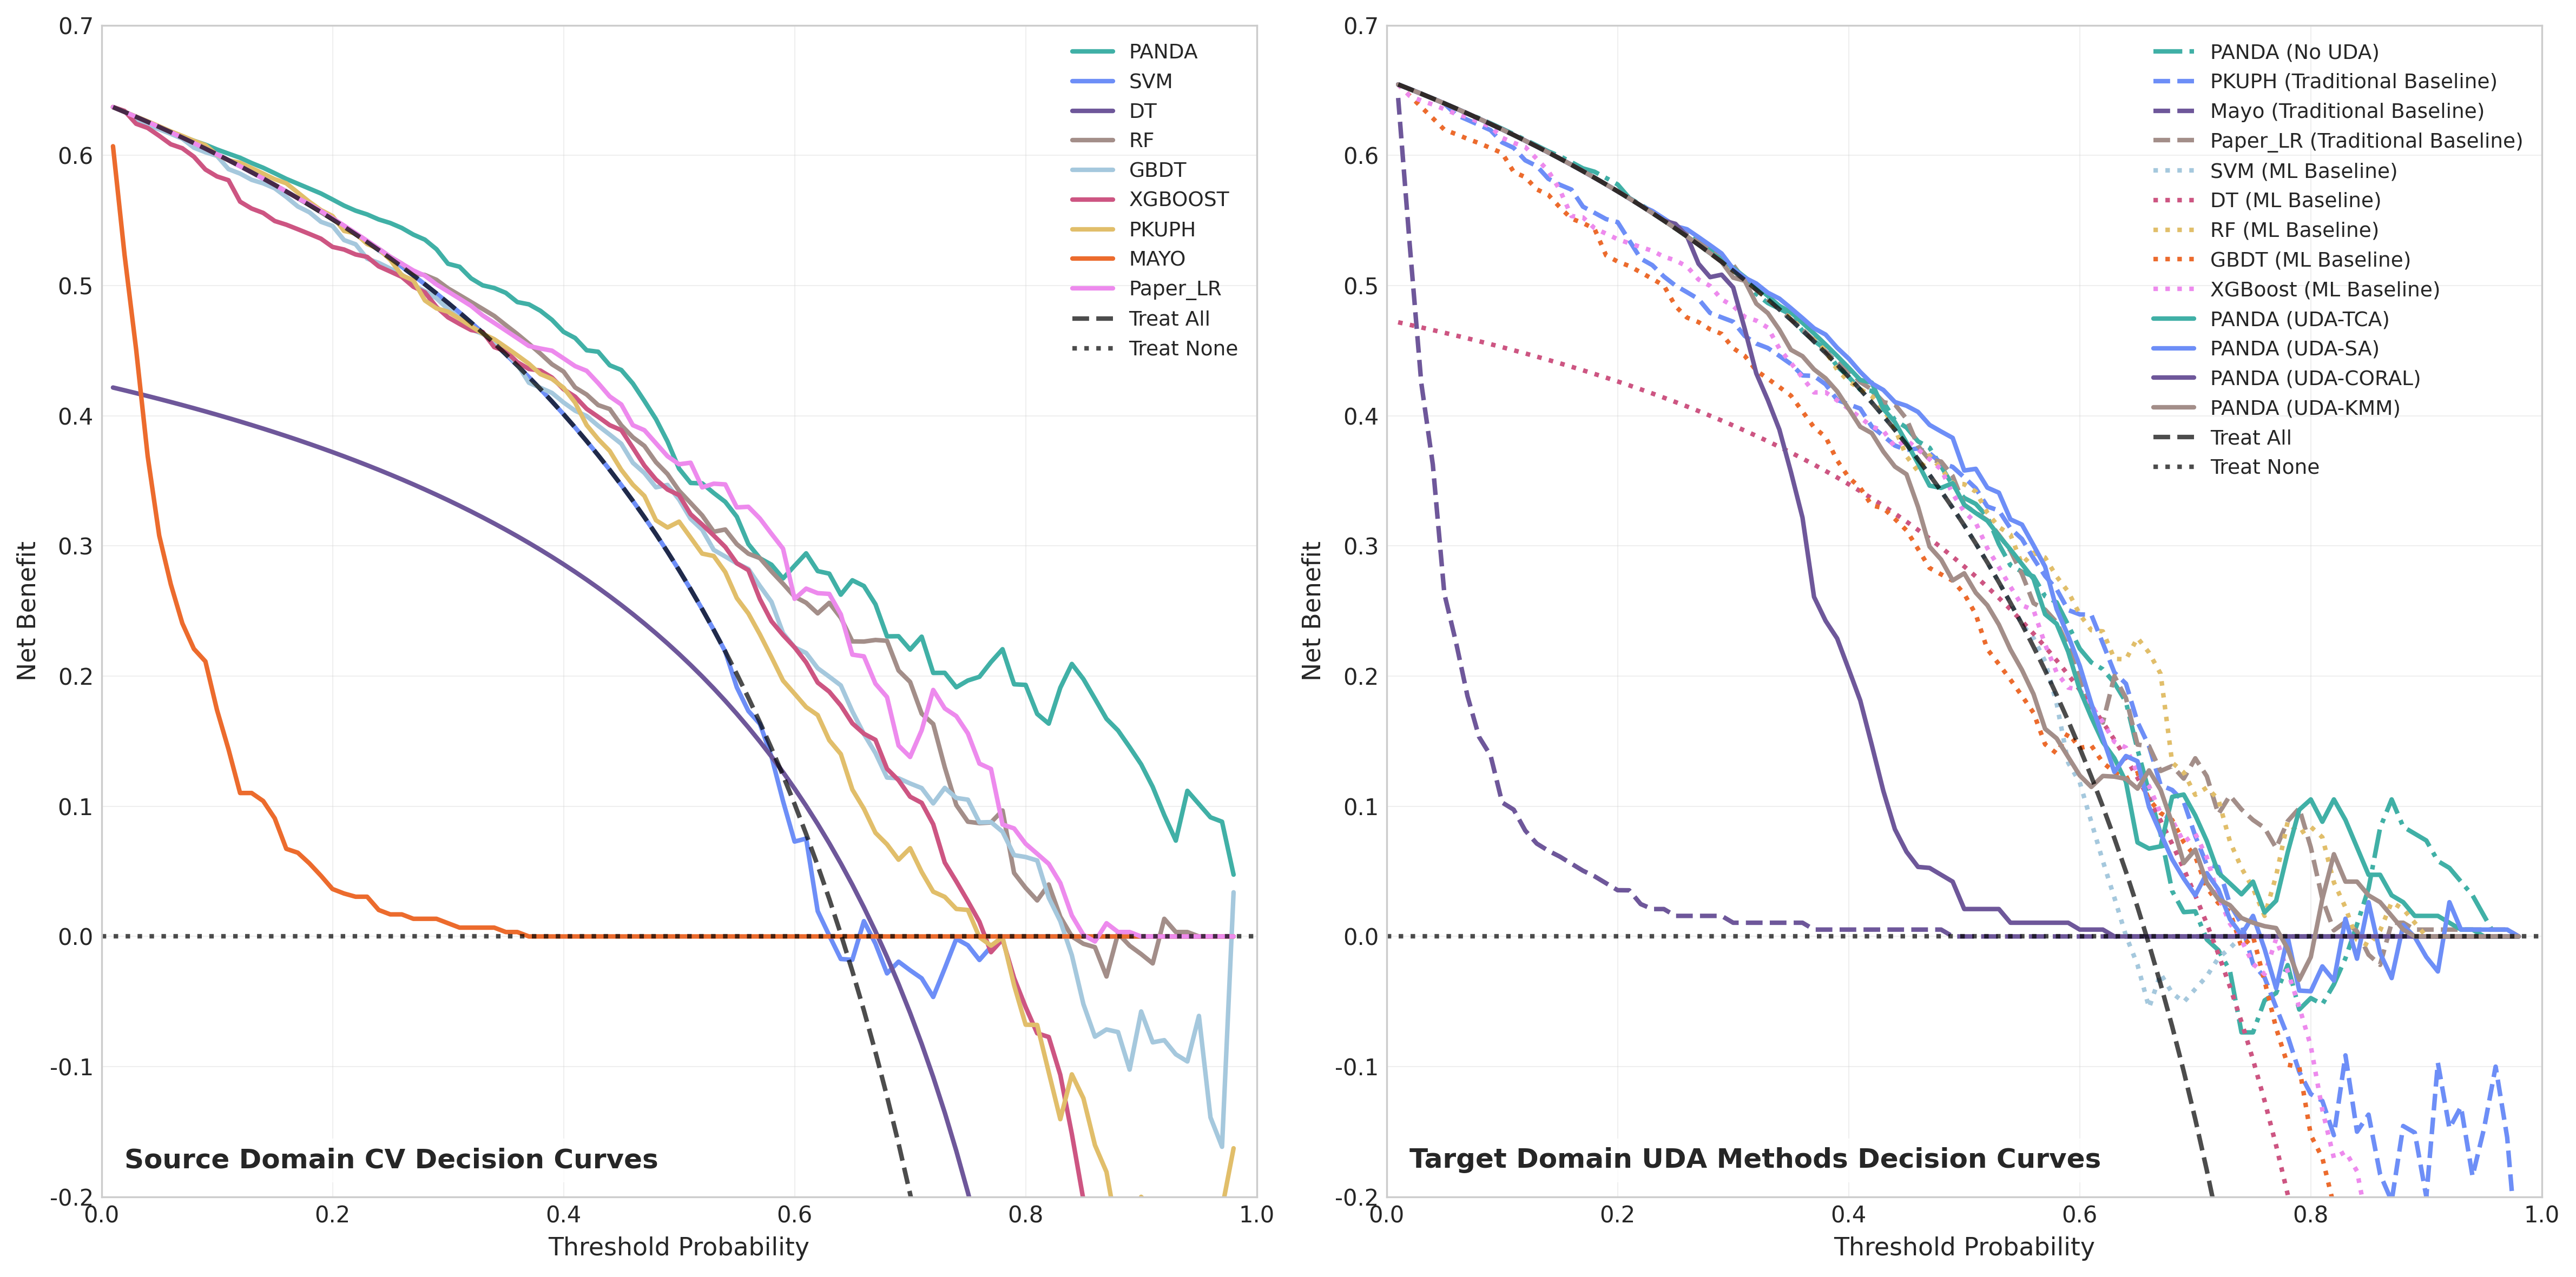 0.7
0.6
0.5
0.4
0.3
0.2
0.1
0.0
-0.1
-0.2
Net Benefit
PANDA
SVM
DT
RF
GBDT
XGBOOST
PKUPH
MAYO
Paper_LR
Treat All
Treat None
Source Domain CV Decision Curves
0.0 0.2 0.4 0.6 0.8 1.0
Threshold Probability
0.7
0.6
0.5
0.4
0.3
0.2
0.1
0.0
-0.1
-0.2
Net Benefit
PANDA (No UDA)
PKUPH (Traditional Baseline)
Mayo (Traditional Baseline)
Paper_LR (Traditional Baseline)
SVM (ML Baseline)
DT (ML Baseline)
RF (ML Baseline)
GBDT (ML Baseline)
XGBoost (ML Baseline)
PANDA (UDA-TCA)
PANDA (UDA-SA)
PANDA (UDA-CORAL)
PANDA (UDA-KMM)
Treat All
Treat None
Target Domain UDA Methods Decision Curves
0.0 0.2 0.4 0.6 0.8 1.0
Threshold Probability